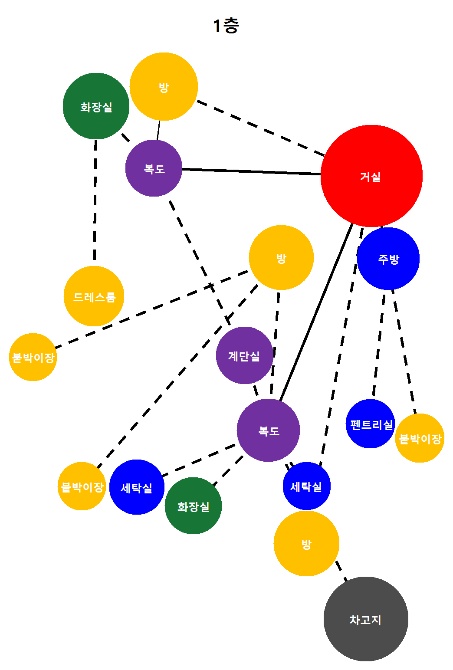 1층
방
화장실
복도
거실
방
주방
드레스룸
붙박이장
계단실
펜트리실
복도
붙박이장
붙박이장
세탁실
세탁실
화장실
방
차고지